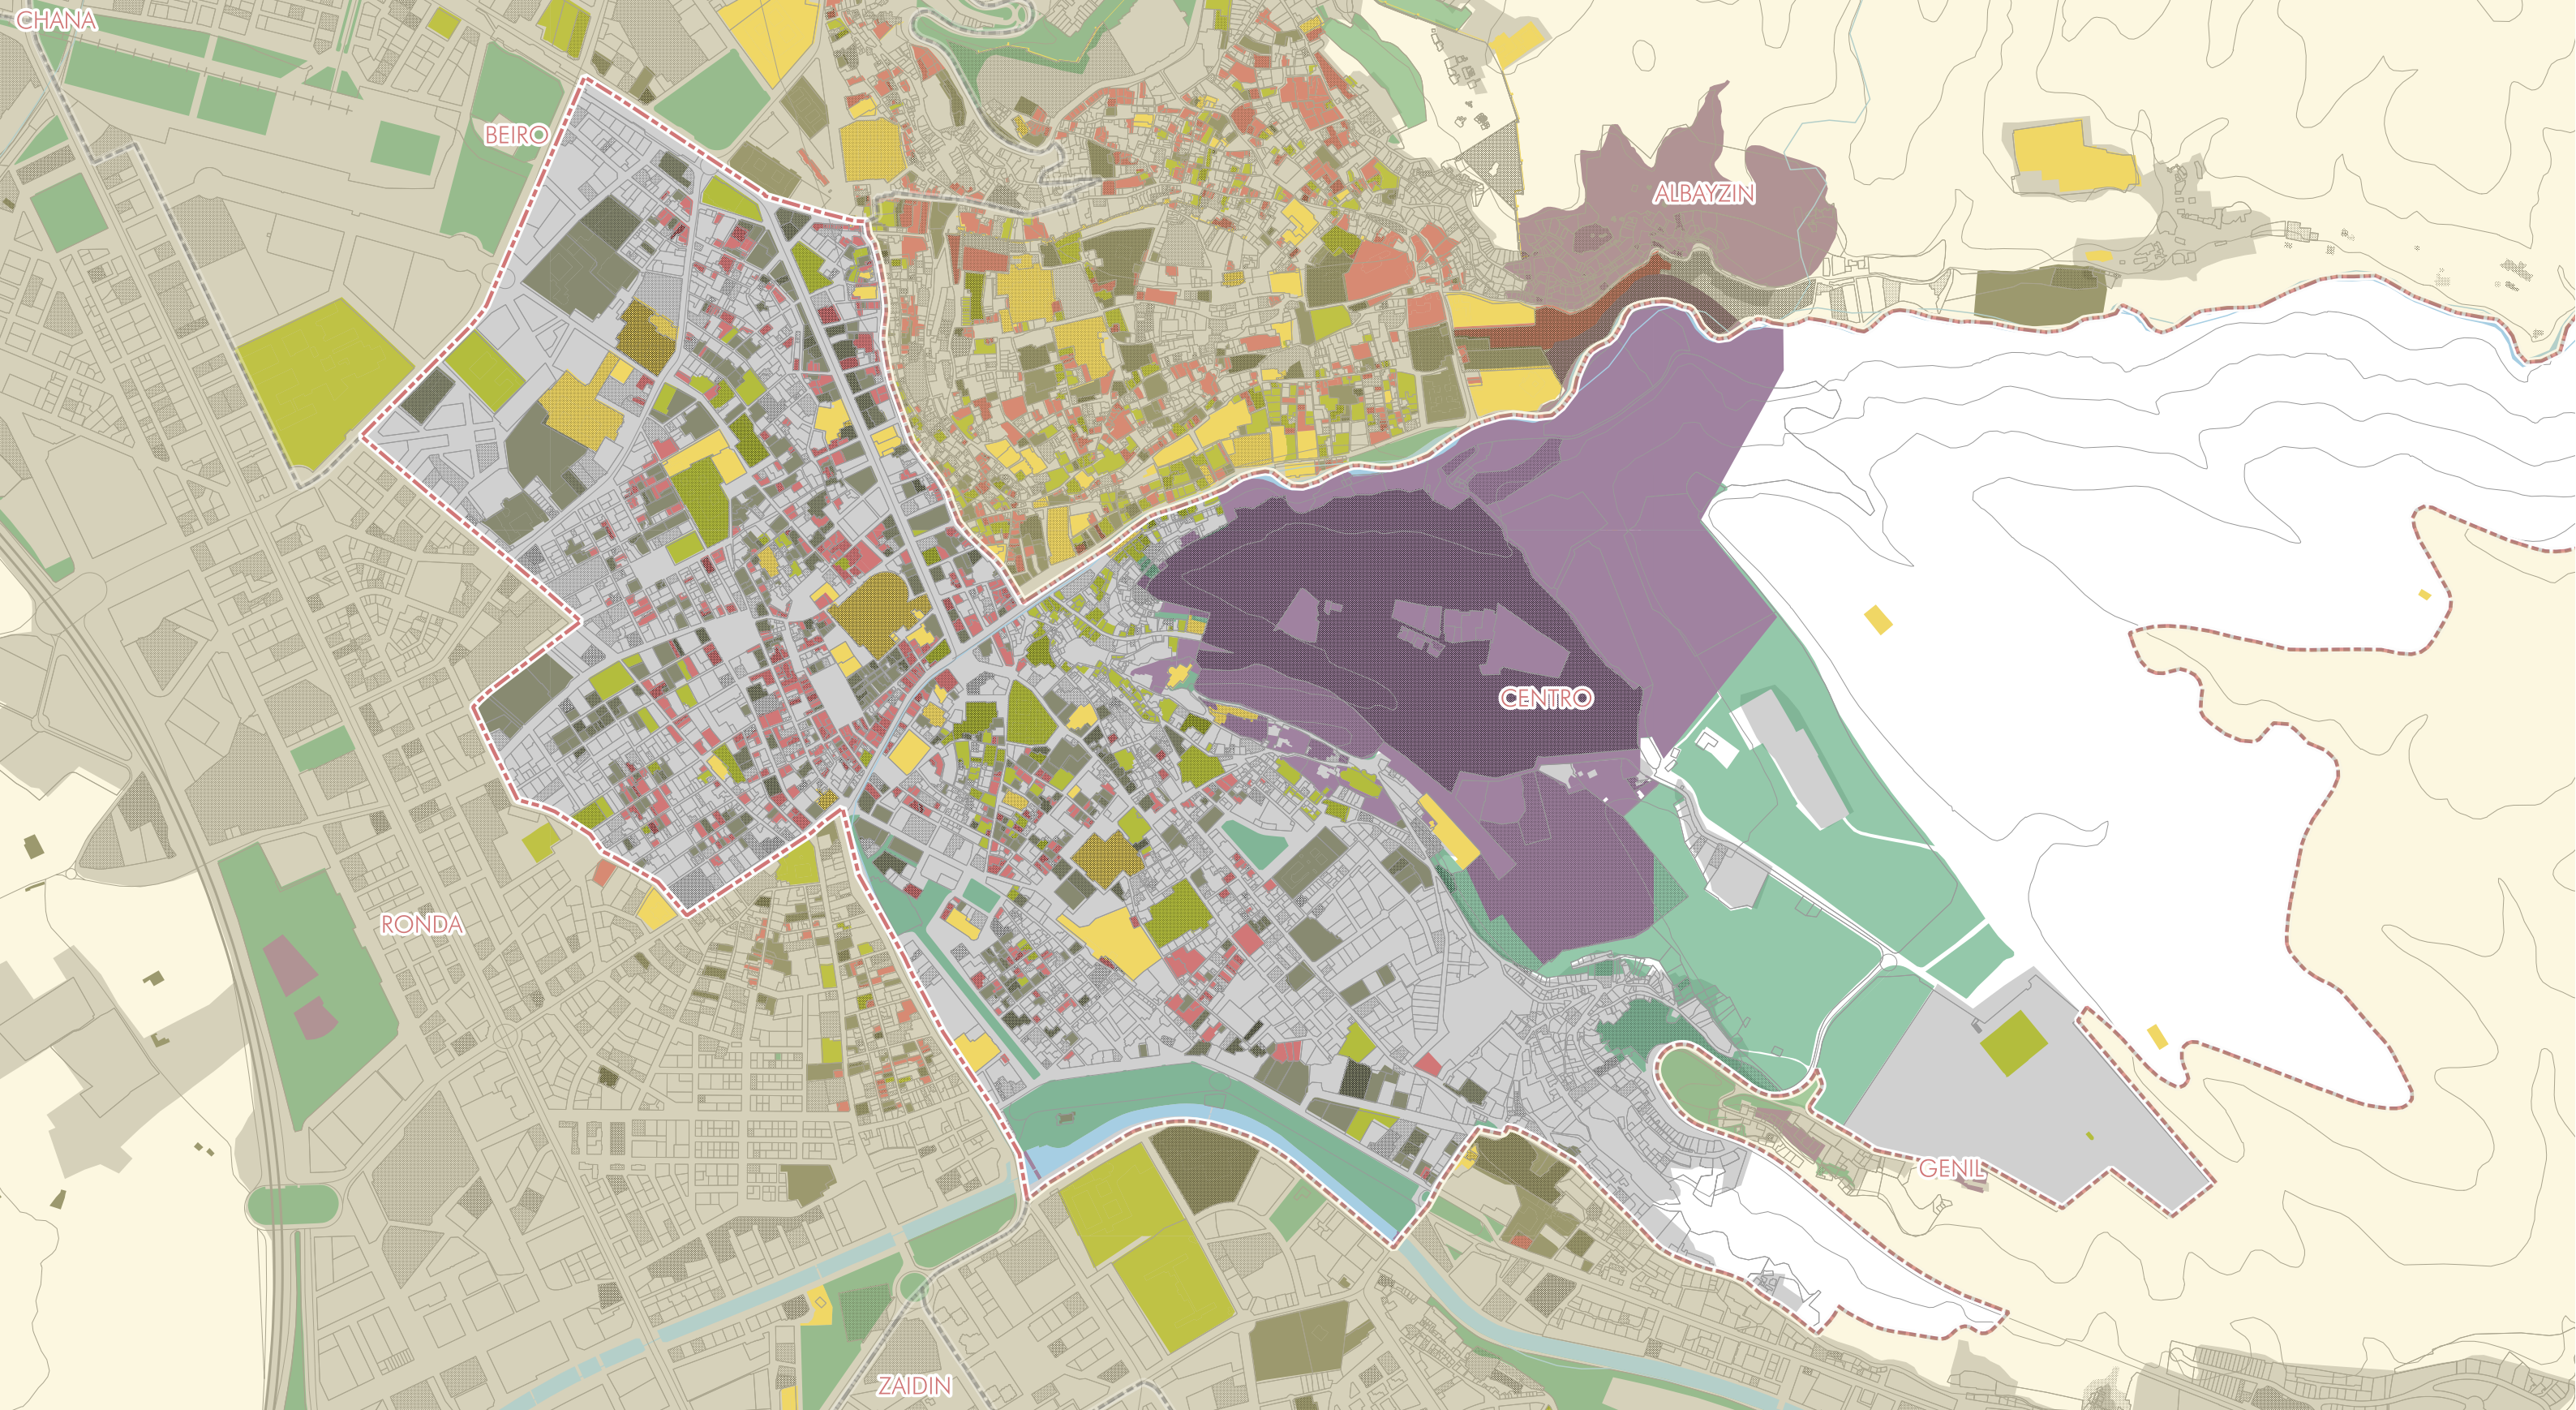 CHANA
BEIRO
ALBAYZIN
CENTRO
RONDA
GENIL
ZAIDIN